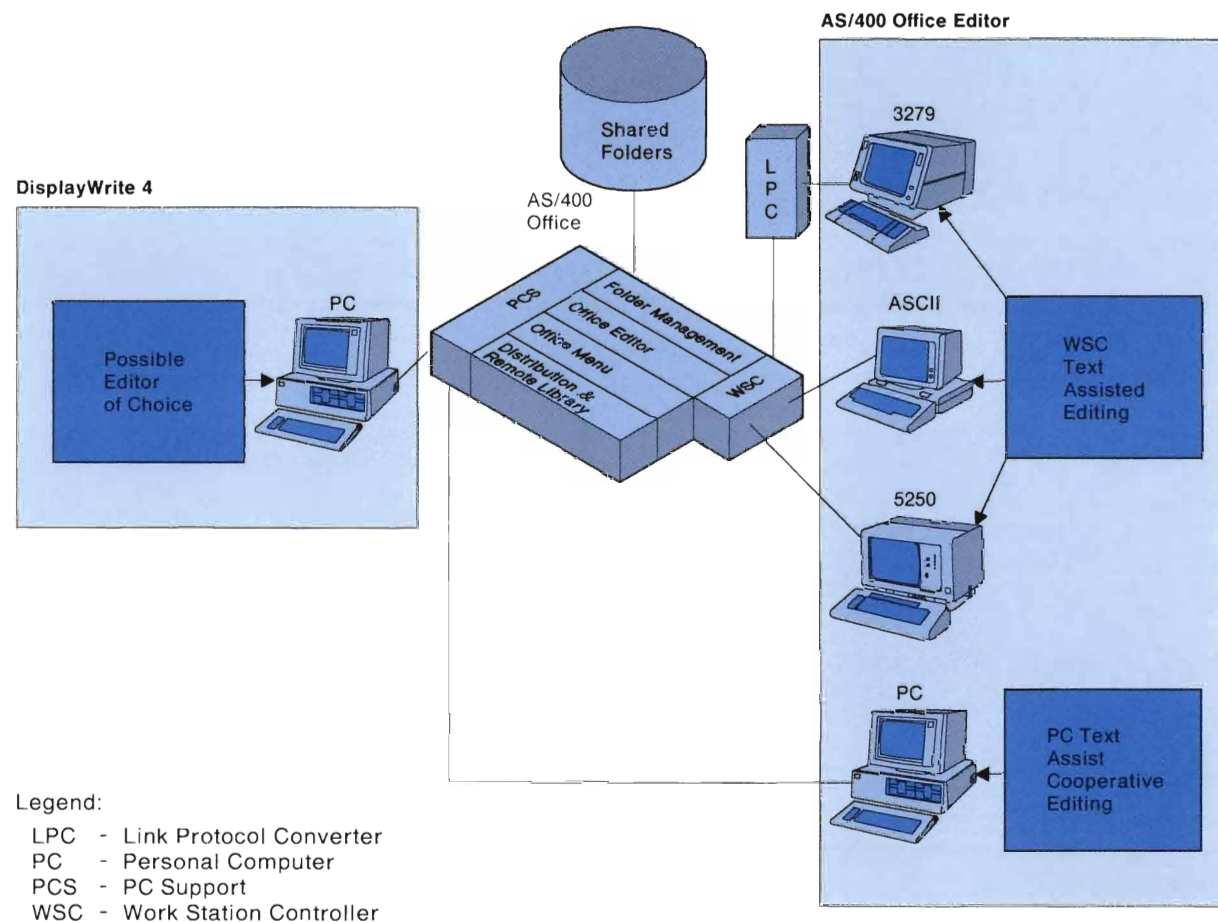 AS/400 Office Editor
Shared
Folders
3279
L
P
C
DisplayWrite 4
AS/400
Office
PC
Possible
Editor
of Choice
PCS
Folder Management
Office Editor
Office Menu
Distribution &
Remote Library
WSC
ASCII
WSC
Text
Assisted
Editing
5250
PC
PC Text
Assist
Cooperative
Editing
Legend:
LPC - Link Protocol Converter
PC - Personal Computer
PCS - PC Support
WSC - Work Station Controller